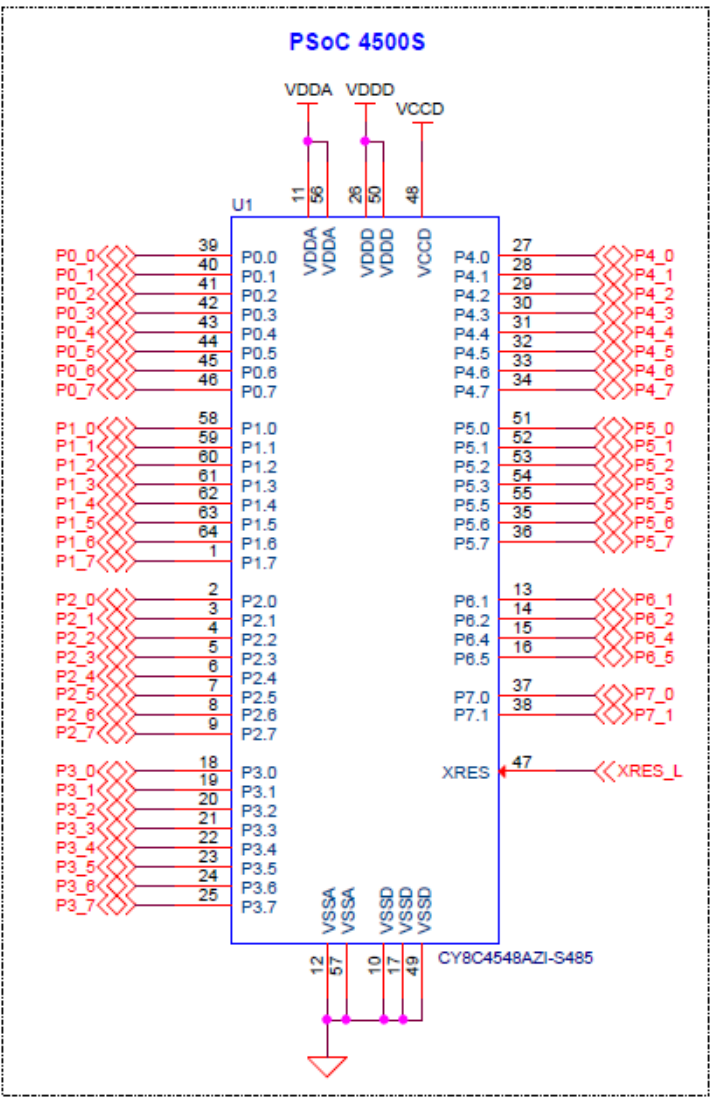 PSoC 4500S
VDDA VDDD
VCCD
11 56 26 50 48
U1
VDDA VDDA VDDD VDDD VCCD
P0_0 39 P0.0 P4.0 27 P4_0
P0_1 40 P0.1 P4.1 28 P4_1
P0_2 41 P0.2 P4.2 29 P4_2
P0_3 42 P0.3 P4.3 30 P4_3
P0_4 43 P0.4 P4.4 31 P4_4
P0_5 44 P0.5 P4.5 32 P4_5
P0_6 45 P0.6 P4.6 33 P4_6
P0_7 46 P0.7 P4.7 34 P4_7
P1_0 58 P1.0 P5.0 51 P5_0
P1_1 59 P1.1 P5.1 52 P5_1
P1_2 60 P1.2 P5.2 53 P5_2
P1_3 61 P1.3 P5.3 54 P5_3
P1_4 62 P1.4 P5.5 55 P5_5
P1_5 63 P1.5 P5.6 35 P5_6
P1_6 64 P1.6 P5.7 36 P5_7
P1_7 1 P1.7
P2_0 2 P2.0 P6.1 13 P6_1
P2_1 3 P2.1 P6.2 14 P6_2
P2_2 4 P2.2 P6.4 15 P6_4
P2_3 5 P2.3 P6.5 16 P6_5
P2_4 6 P2.4
P2_5 7 P2.5 P7.0 37 P7_0
P2_6 8 P2.6 P7.1 38 P7_1
P2_7 9 P2.7
P3_0 18 P3.0 XRES 47 XRES_L
P3_1 19 P3.1
P3_2 20 P3.2
P3_3 21 P3.3
P3_4 22 P3.4
P3_5 23 P3.5
P3_6 24 P3.6
P3_7 25 P3.7
VSSA VSSA VSSD VSSD VSSD
12 57 10 17 49
CY8C4548AZI-S485